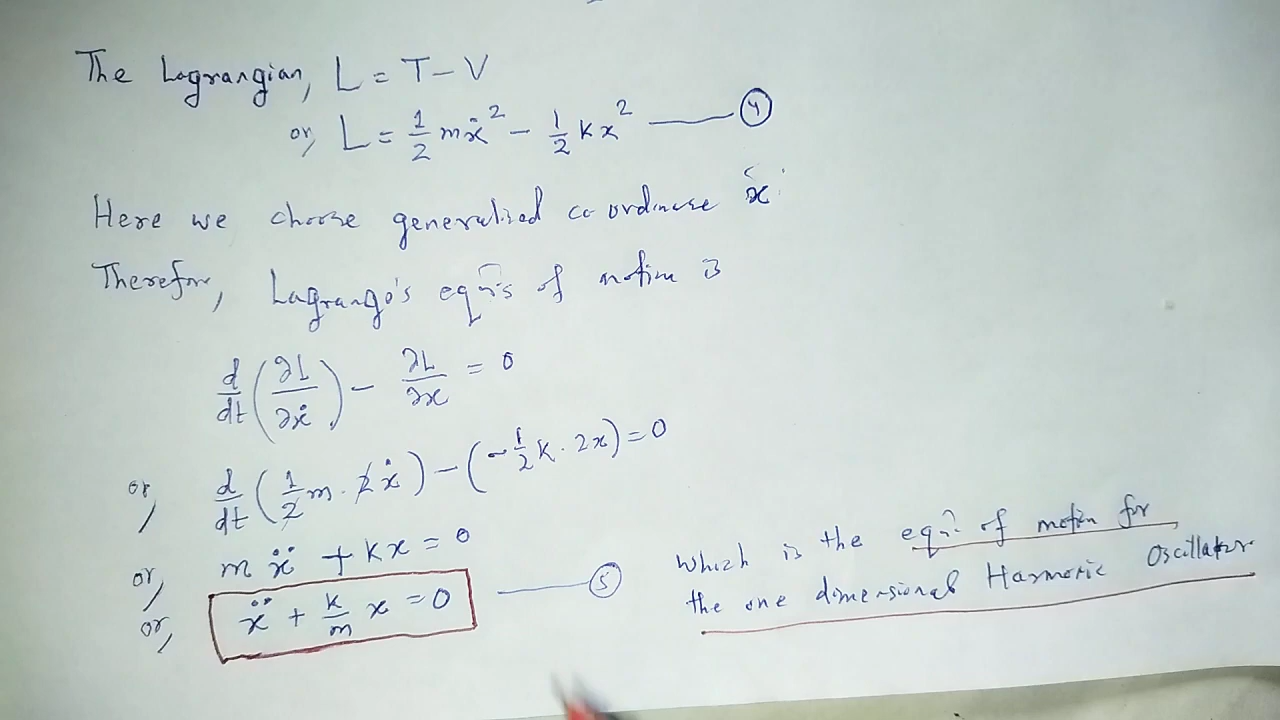 The Lagrangian, L = T - V
or, L = 1/2 mẋ² - 1/2 kx² —— (4)
Here we choose generalized co-ordinate 'x'
Therefore, Lagrange's eqn's of motion is
d/dt (∂L/∂ẋ) - ∂L/∂x = 0
or, d/dt (1/2 m · 2ẋ) - (-1/2 k · 2x) = 0
or, mẍ + kx = 0
or, ẍ + k/m x = 0 —— (5)
Which is the eqn of motion for
the one dimensional Harmonic Oscillator